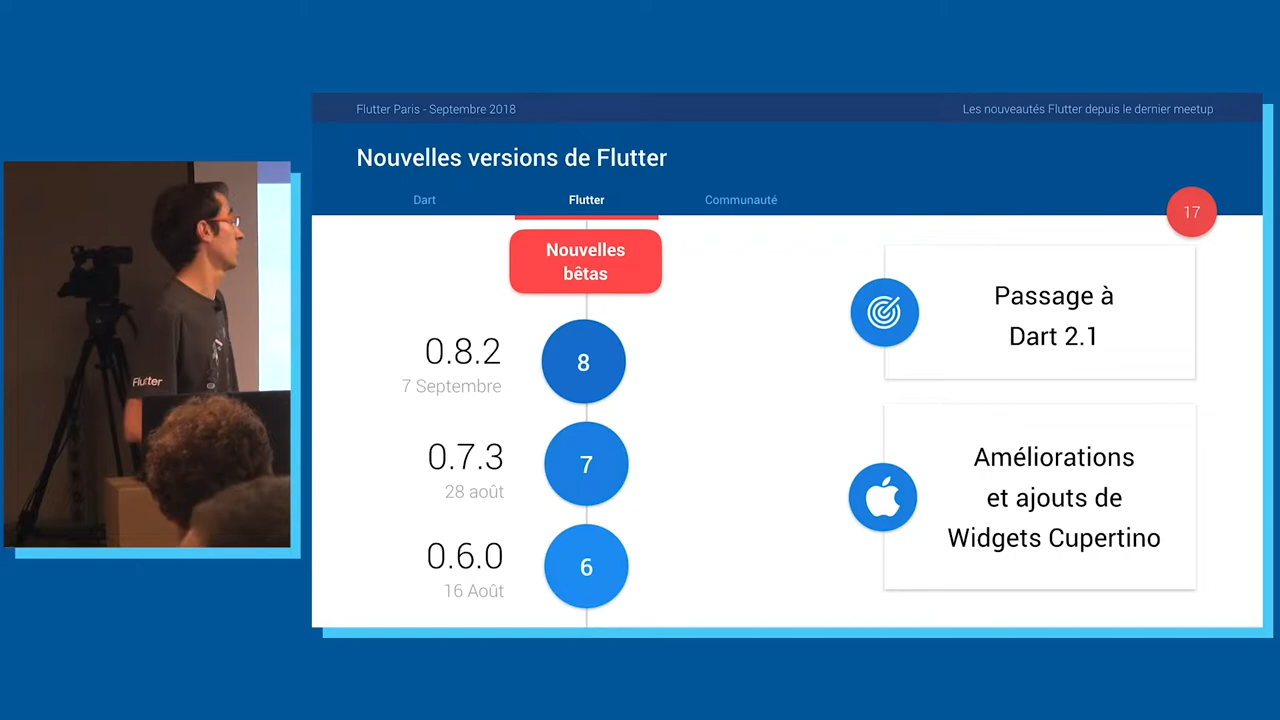 Flutter Paris - Septembre 2018
Les nouveautés Flutter depuis le dernier meetup
Nouvelles versions de Flutter
Dart
Flutter
Communauté
17
Nouvelles
bêtas
0.8.2
7 Septembre
8
0.7.3
28 août
7
0.6.0
16 Août
6
Passage à
Dart 2.1
Améliorations
et ajouts de
Widgets Cupertino
Flutter